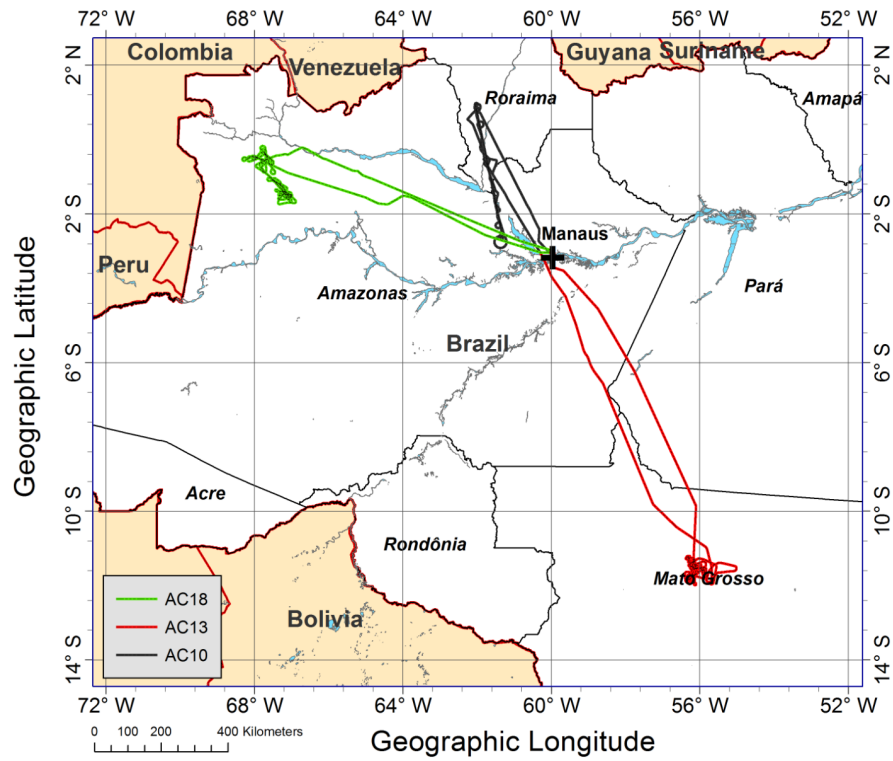 72 W 68 W 64 W 60 W 56 W 52 W
Colombia
Venezuela
Guyana
Suriname
2°N
2°N
Roraima
Amapá
2°S
2°S
Manaus
Peru
Amazonas
Pará
Brazil
6°S
6°S
Acre
10°S
10°S
Rondônia
Mato Grosso
AC18
AC13
AC10
Bolivia
14°S
14°S
72 W 68 W 64 W 60 W 56 W 52 W
0 100 200 400 Kilometers
Geographic Longitude
Geographic Latitude